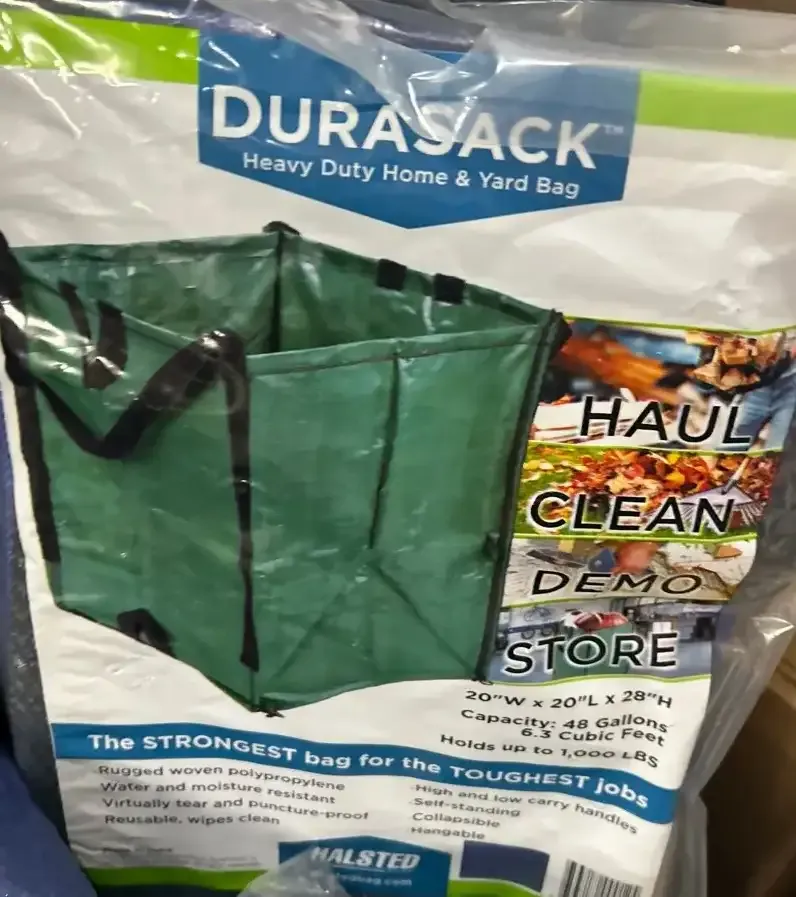 DURASACK™
Heavy Duty Home & Yard Bag
HAUL
CLEAN
DEMO
STORE
20"W x 20"L x 28"H
Capacity: 48 Gallons
6.3 Cubic Feet
Holds up to 1,000 LBS
The STRONGEST bag for the TOUGHEST jobs
Rugged woven polypropylene
Water and moisture resistant
Virtually tear and puncture-proof
Reusable, wipes clean
High and low carry handles
Self-standing
Collapsible
Hangable
HALSTED